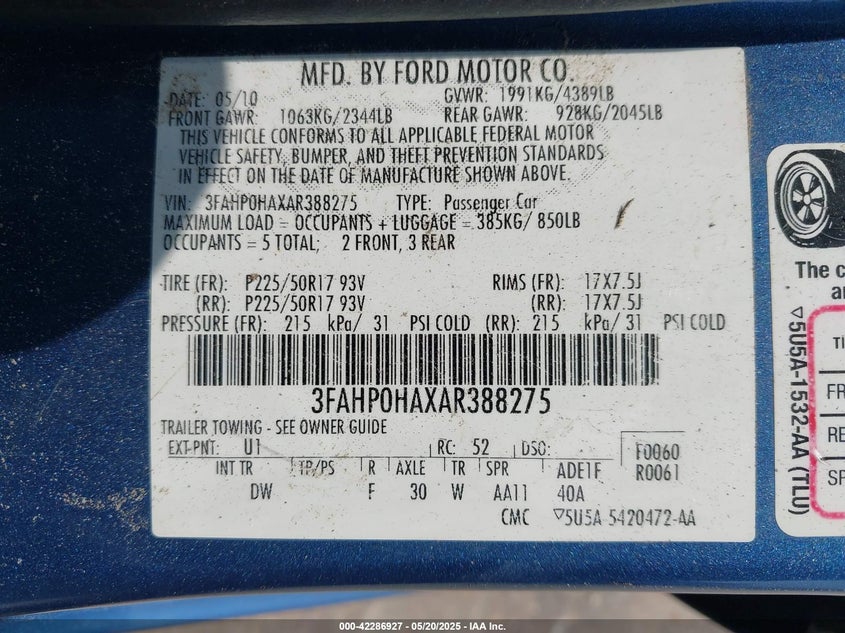 MFD. BY FORD MOTOR CO.
DATE: 05/10 GVWR: 1991KG/4389LB
FRONT GAWR: 1063KG/2344LB REAR GAWR: 928KG/2045LB
THIS VEHICLE CONFORMS TO ALL APPLICABLE FEDERAL MOTOR
VEHICLE SAFETY, BUMPER, AND THEFT PREVENTION STANDARDS
IN EFFECT ON THE DATE OF MANUFACTURE SHOWN ABOVE.
VIN: 3FAHP0HAXAR388275 TYPE: Passenger Car
MAXIMUM LOAD = OCCUPANTS + LUGGAGE = 385KG/ 850LB
OCCUPANTS = 5 TOTAL; 2 FRONT, 3 REAR
TIRE (FR): P225/50R17 93V RIMS (FR): 17X7.5J
(RR): P225/50R17 93V (RR): 17X7.5J
PRESSURE (FR): 215 kPa/ 31 PSI COLD (RR): 215 kPa/ 31 PSI COLD
3FAHP0HAXAR388275
TRAILER TOWING - SEE OWNER GUIDE
EXT-PNT: U1 RC: 52 DSO: F0060
R0061
INT TR TP/PS R AXLE TR SPR ADE1F
DW F 30 W AA11 40A
CMC ▽5U5A-5420472-AA
The c
a
▽5U5A-1532-AA (TLU)
TI
FR
RE
SP
000-42286927 - 05/20/2025 - IAA Inc.